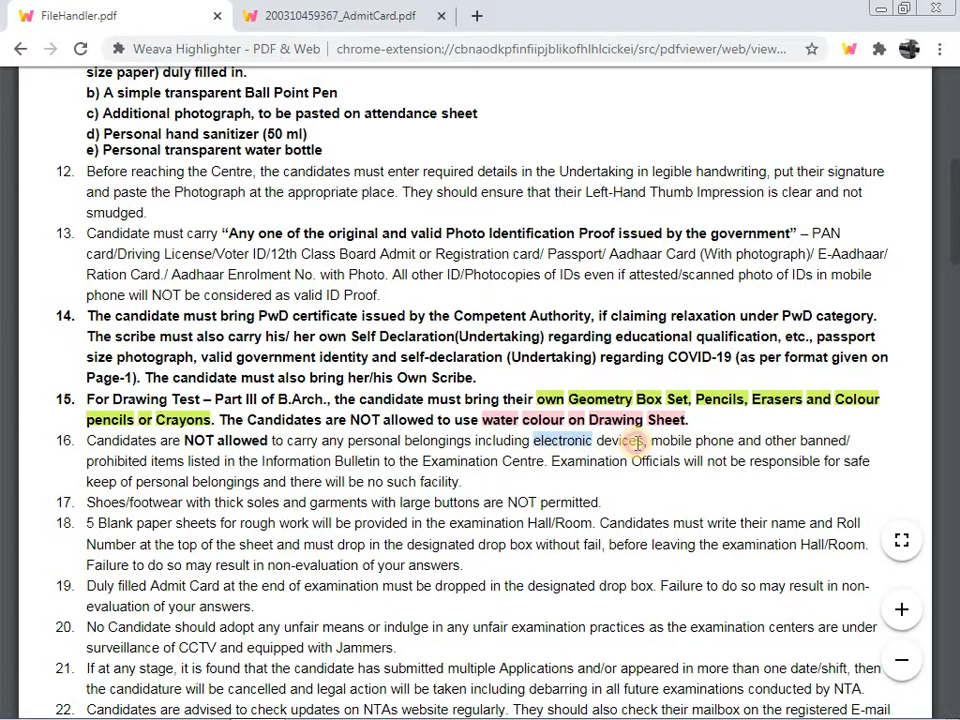 FileHandler.pdf
200310459367_AdmitCard.pdf
Weava Highlighter - PDF & Web
chrome-extension://cbnaodkpfinfiipjblikofhlhlcickei/src/pdfviewer/web/view...
size paper) duly filled in.
b) A simple transparent Ball Point Pen
c) Additional photograph, to be pasted on attendance sheet
d) Personal hand sanitizer (50 ml)
e) Personal transparent water bottle
12. Before reaching the Centre, the candidates must enter required details in the Undertaking in legible handwriting, put their signature
and paste the Photograph at the appropriate place. They should ensure that their Left-Hand Thumb Impression is clear and not
smudged.
13. Candidate must carry “Any one of the original and valid Photo Identification Proof issued by the government” – PAN
card/Driving License/Voter ID/12th Class Board Admit or Registration card/ Passport/ Aadhaar Card (With photograph)/ E-Aadhaar/
Ration Card./ Aadhaar Enrolment No. with Photo. All other ID/Photocopies of IDs even if attested/scanned photo of IDs in mobile
phone will NOT be considered as valid ID Proof.
14. The candidate must bring PwD certificate issued by the Competent Authority, if claiming relaxation under PwD category.
The scribe must also carry his/ her own Self Declaration(Undertaking) regarding educational qualification, etc., passport
size photograph, valid government identity and self-declaration (Undertaking) regarding COVID-19 (as per format given on
Page-1). The candidate must also bring her/his Own Scribe.
15. For Drawing Test – Part III of B.Arch., the candidate must bring their own Geometry Box Set, Pencils, Erasers and Colour
pencils or Crayons. The Candidates are NOT allowed to use water colour on Drawing Sheet.
16. Candidates are NOT allowed to carry any personal belongings including electronic devices, mobile phone and other banned/
prohibited items listed in the Information Bulletin to the Examination Centre. Examination Officials will not be responsible for safe
keep of personal belongings and there will be no such facility.
17. Shoes/footwear with thick soles and garments with large buttons are NOT permitted.
18. 5 Blank paper sheets for rough work will be provided in the examination Hall/Room. Candidates must write their name and Roll
Number at the top of the sheet and must drop in the designated drop box without fail, before leaving the examination Hall/Room.
Failure to do so may result in non-evaluation of your answers.
19. Duly filled Admit Card at the end of examination must be dropped in the designated drop box. Failure to do so may result in non-
evaluation of your answers.
20. No Candidate should adopt any unfair means or indulge in any unfair examination practices as the examination centers are under
surveillance of CCTV and equipped with Jammers.
21. If at any stage, it is found that the candidate has submitted multiple Applications and/or appeared in more than one date/shift, then
the candidature will be cancelled and legal action will be taken including debarring in all future examinations conducted by NTA.
22. Candidates are advised to check updates on NTAs website regularly. They should also check their mailbox on the registered E-mail